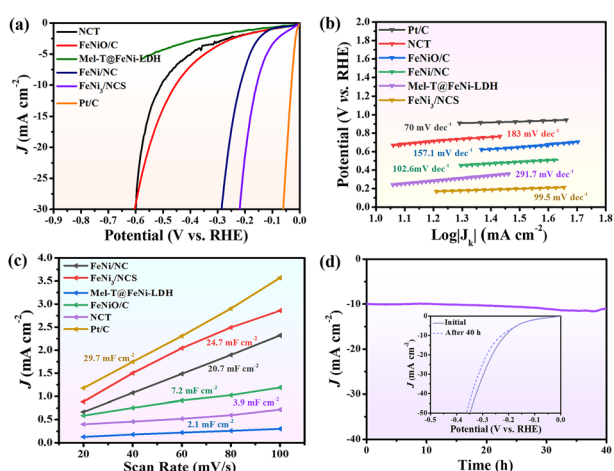 (a)
NCT
FeNiO/C
Mel-T@FeNi-LDH
FeNi/NC
FeNi₃/NCS
Pt/C
J (mA cm⁻²)
0
-5
-10
-15
-20
-25
-30
-0.9 -0.8 -0.7 -0.6 -0.5 -0.4 -0.3 -0.2 -0.1 0.0
Potential (V vs. RHE)
(b)
Pt/C
NCT
FeNiO/C
FeNi/NC
Mel-T@FeNi-LDH
FeNi₃/NCS
Potential (V vs. RHE)
2.0
1.8
1.6
1.4
1.2
1.0
0.8
0.6
0.4
0.2
0.0
70 mV dec⁻¹
183 mV dec⁻¹
157.1 mV dec⁻¹
102.6mV dec⁻¹
291.7 mV dec⁻¹
99.5 mV dec⁻¹
1.0 1.1 1.2 1.3 1.4 1.5 1.6 1.7 1.8
Log|Jₖ| (mA cm⁻²)
(c)
FeNi/NC
FeNi₃/NCS
Mel-T@FeNi-LDH
FeNiO/C
NCT
Pt/C
J (mA cm⁻²)
4.0
3.5
3.0
2.5
2.0
1.5
1.0
0.5
0.0
29.7 mF cm⁻²
24.7 mF cm⁻²
20.7 mF cm⁻²
7.2 mF cm⁻²
3.9 mF cm⁻²
2.1 mF cm⁻²
20 40 60 80 100
Scan Rate (mV/s)
(d)
J (mA cm⁻²)
0
-10
-20
-30
-40
Initial
After 40 h
J (mA cm⁻²)
0
-10
-20
-30
-40
-50
-0.5 -0.4 -0.3 -0.2 -0.1 0.0
Potential (V vs. RHE)
0 10 20 30 40
Time (h)